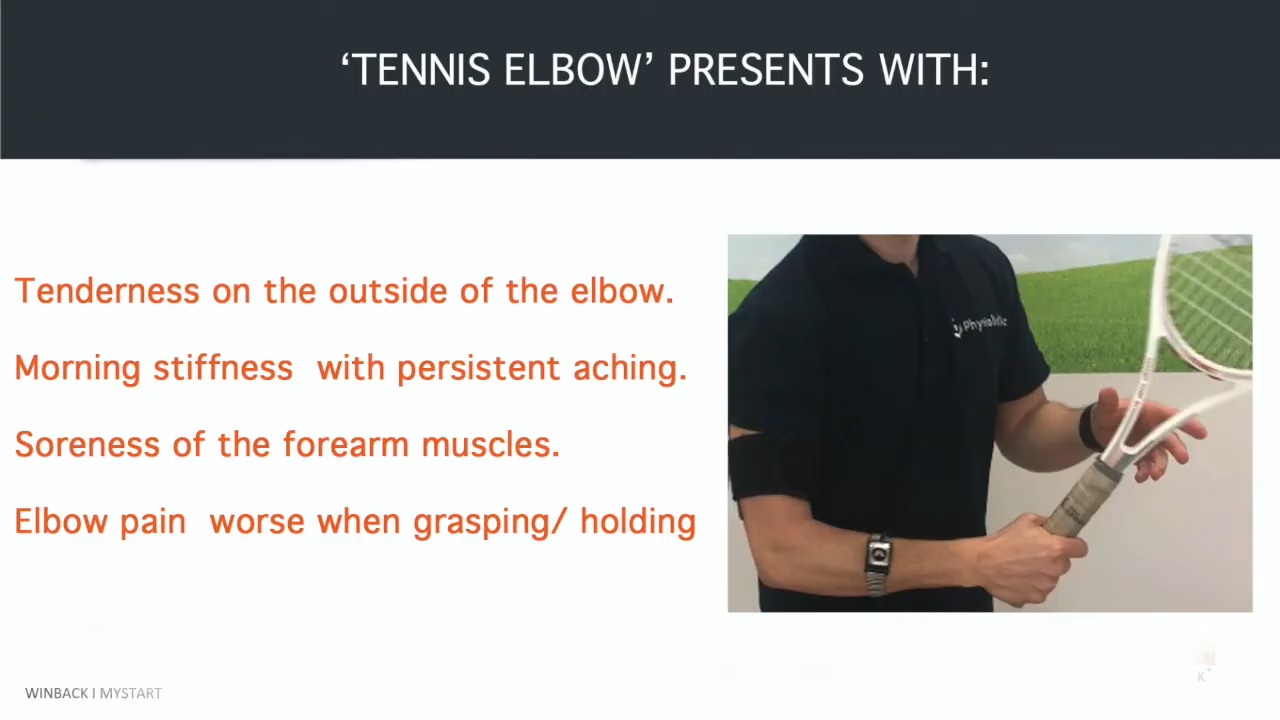 ‘TENNIS ELBOW’ PRESENTS WITH:
Tenderness on the outside of the elbow.
Morning stiffness with persistent aching.
Soreness of the forearm muscles.
Elbow pain worse when grasping/ holding
WINBACK I MYSTART
K+